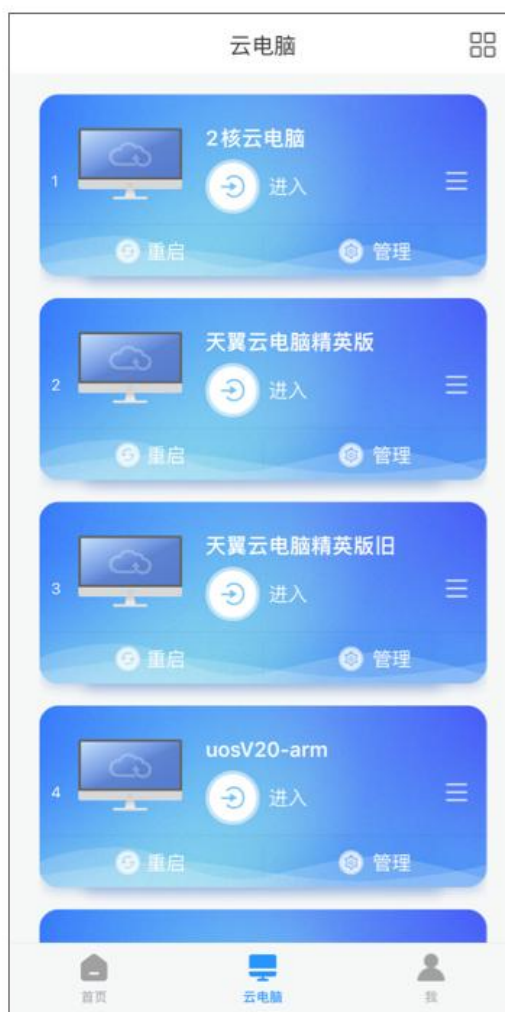 云电脑
1
2核云电脑
进入
重启
管理
2
天翼云电脑精英版
进入
重启
管理
3
天翼云电脑精英版旧
进入
重启
管理
4
uosV20-arm
进入
重启
管理
首页
云电脑
我